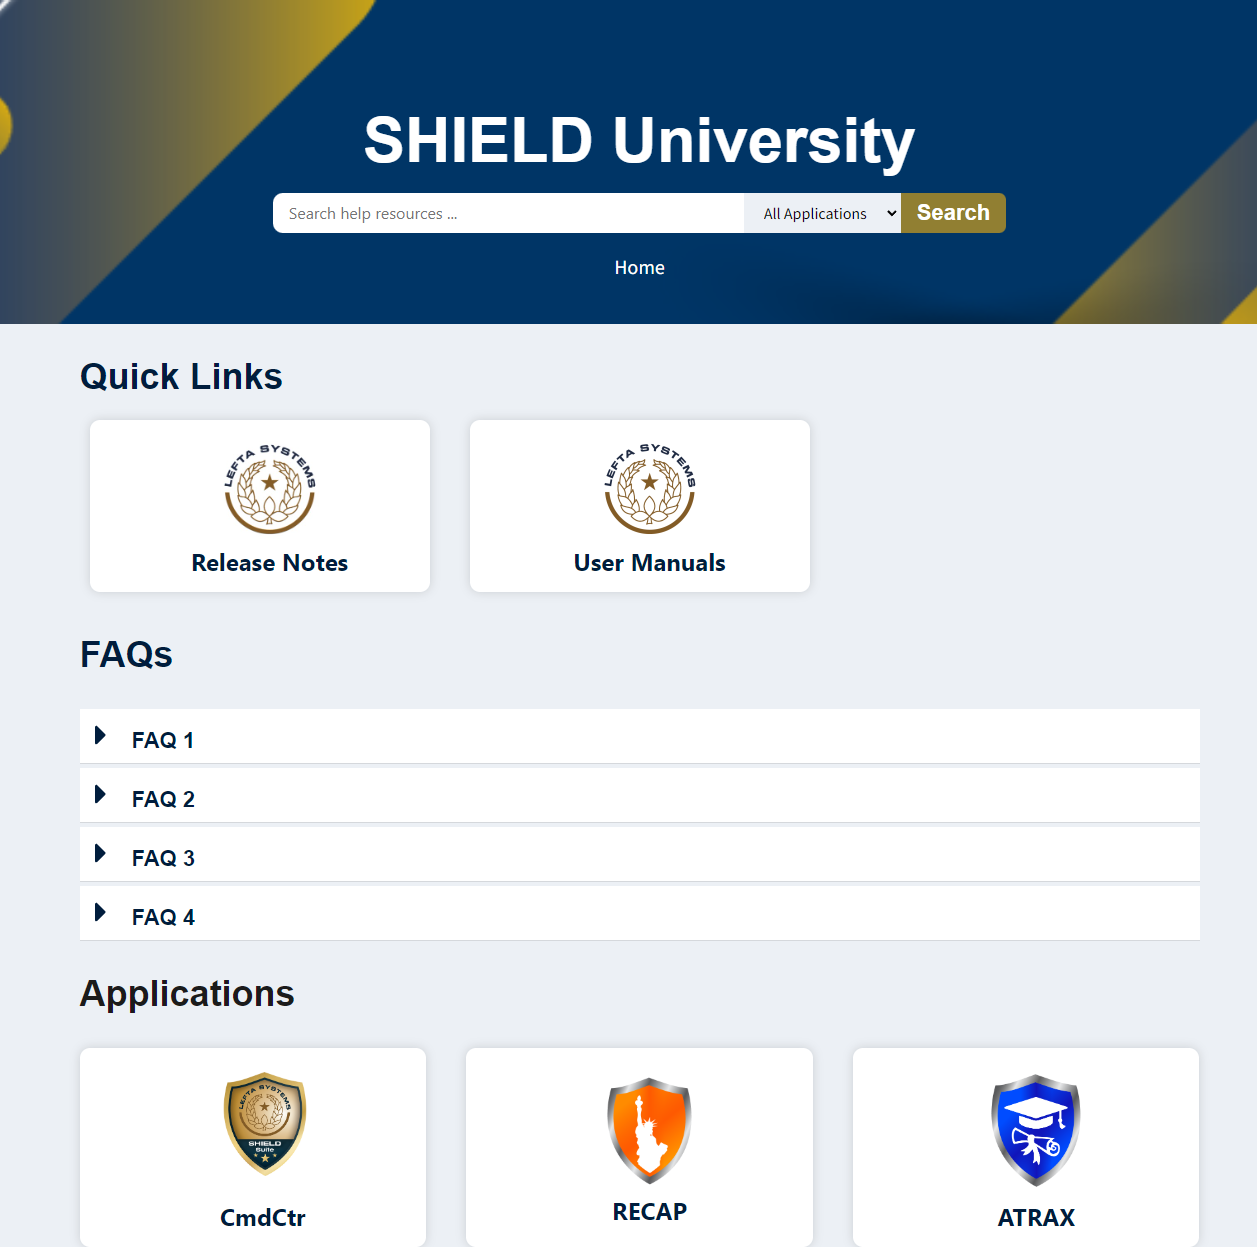 SHIELD University
Search help resources ...
All Applications
Search
Home
Quick Links
LEFTA SYSTEMS
LEFTA SYSTEMS
Release Notes
User Manuals
FAQs
FAQ 1
FAQ 2
FAQ 3
FAQ 4
Applications
LEFTA SYSTEMS
SHIELD
Suite
CmdCtr
RECAP
ATRAX